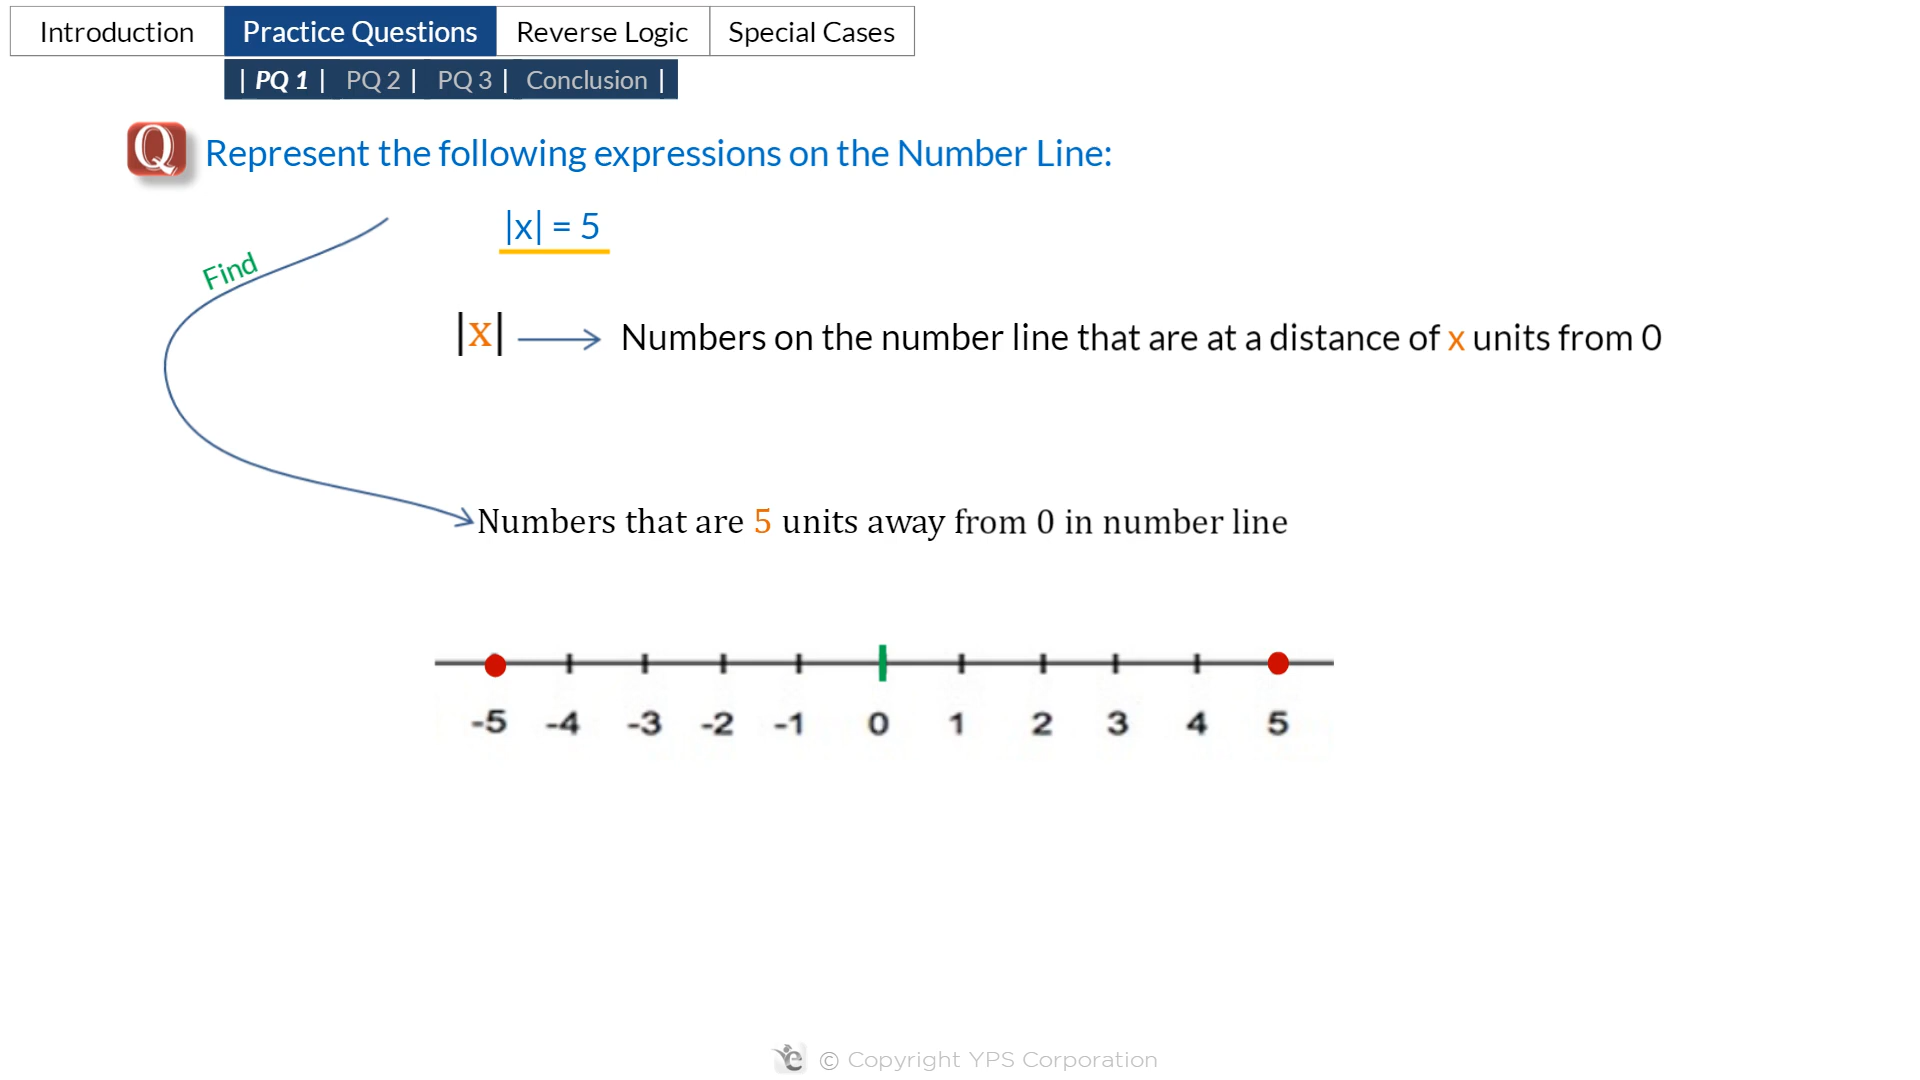 Introduction Practice Questions Reverse Logic Special Cases
| PQ 1 | PQ 2 | PQ 3 | Conclusion |
Q Represent the following expressions on the Number Line:
|x| = 5
Find
|x| Numbers on the number line that are at a distance of x units from 0
Numbers that are 5 units away from 0 in number line
-5 -4 -3 -2 -1 0 1 2 3 4 5
© Copyright YPS Corporation